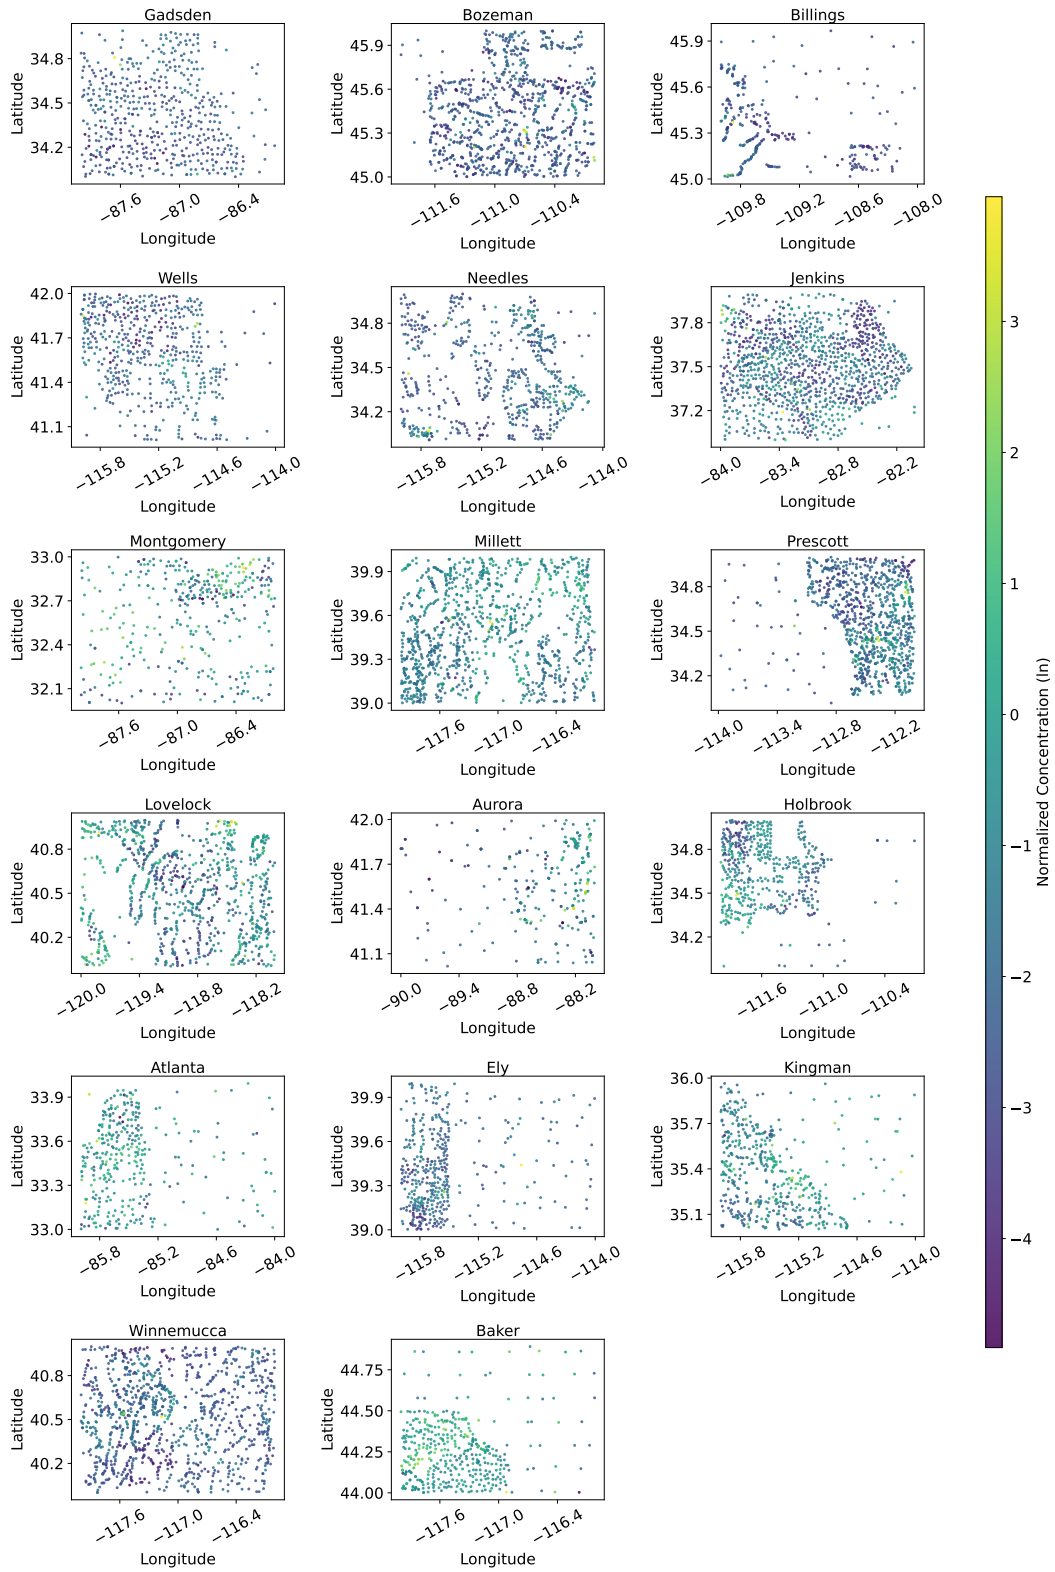 Gadsden
Latitude
34.8
34.5
34.2
−87.6
−87.0
−86.4
Longitude
Bozeman
Latitude
45.9
45.6
45.3
45.0
−111.6
−111.0
−110.4
Longitude
Billings
Latitude
45.9
45.6
45.3
45.0
−109.8
−109.2
−108.6
−108.0
Longitude
Wells
Latitude
42.0
41.7
41.4
41.1
−115.8
−115.2
−114.6
−114.0
Longitude
Needles
Latitude
34.8
34.5
34.2
−115.8
−115.2
−114.6
−114.0
Longitude
Jenkins
Latitude
37.8
37.5
37.2
−84.0
−83.4
−82.8
−82.2
Longitude
Montgomery
Latitude
33.0
32.7
32.4
32.1
−87.6
−87.0
−86.4
Longitude
Millett
Latitude
39.9
39.6
39.3
39.0
−117.6
−117.0
−116.4
Longitude
Prescott
Latitude
34.8
34.5
34.2
−114.0
−113.4
−112.8
−112.2
Longitude
Lovelock
Latitude
40.8
40.5
40.2
−120.0
−119.4
−118.8
−118.2
Longitude
Aurora
Latitude
42.0
41.7
41.4
41.1
−90.0
−89.4
−88.8
−88.2
Longitude
Holbrook
Latitude
34.8
34.5
34.2
−111.6
−111.0
−110.4
Longitude
Atlanta
Latitude
33.9
33.6
33.3
33.0
−85.8
−85.2
−84.6
−84.0
Longitude
Ely
Latitude
39.9
39.6
39.3
39.0
−115.8
−115.2
−114.6
−114.0
Longitude
Kingman
Latitude
36.0
35.7
35.4
35.1
−115.8
−115.2
−114.6
−114.0
Longitude
Winnemucca
Latitude
40.8
40.5
40.2
−117.6
−117.0
−116.4
Longitude
Baker
Latitude
44.75
44.50
44.25
44.00
−117.6
−117.0
−116.4
Longitude
3
2
1
0
−1
−2
−3
−4
Normalized Concentration (ln)